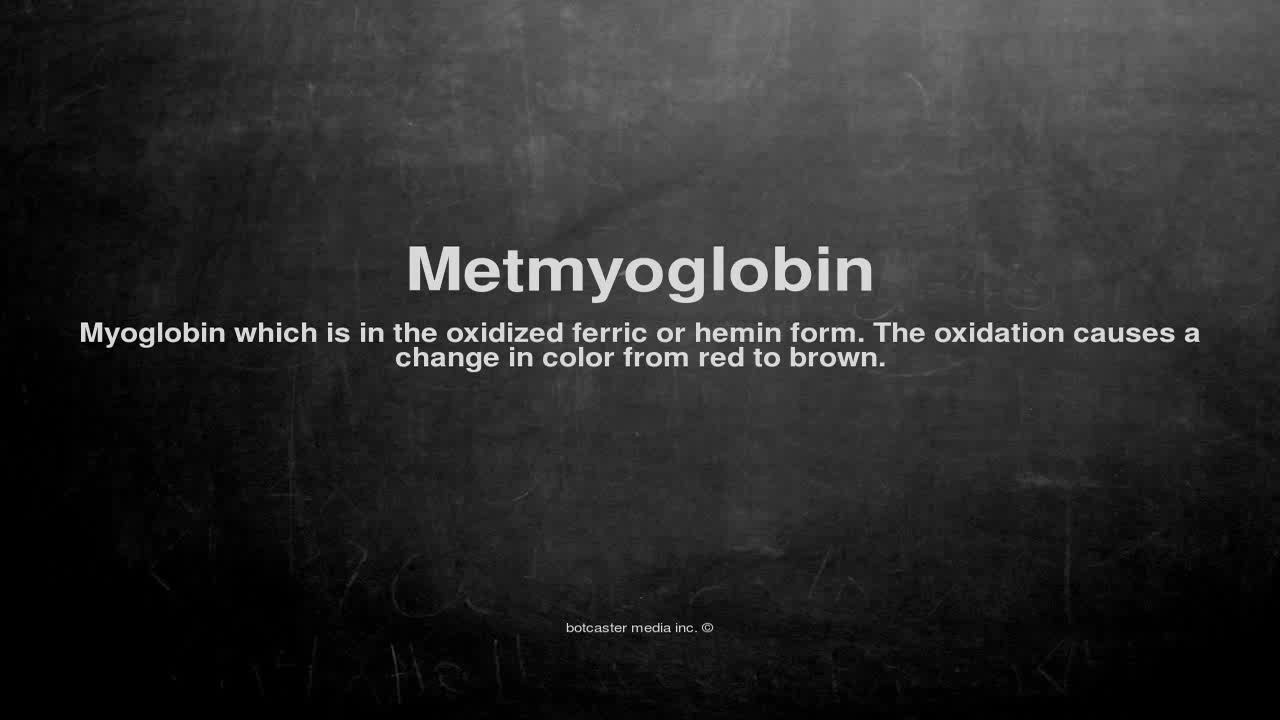 Metmyoglobin
Myoglobin which is in the oxidized ferric or hemin form. The oxidation causes a
change in color from red to brown.
botcaster media inc. ©